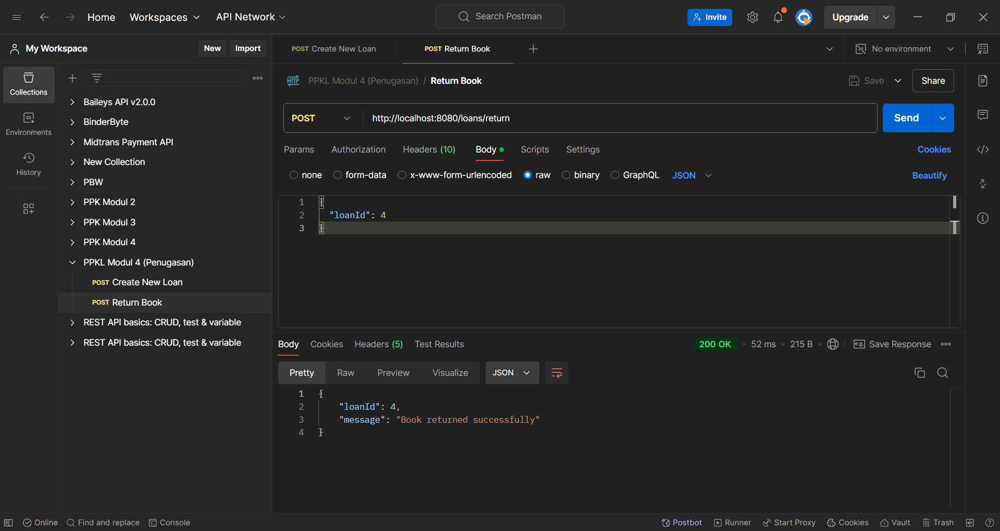 Home Workspaces API Network Search Postman Invite Upgrade
My Workspace New Import POST Create New Loan POST Return Book No environment
Collections
Environments
History
Baileys API v2.0.0
BinderByte
Midtrans Payment API
New Collection
PBW
PPK Modul 2
PPK Modul 3
PPK Modul 4
PPKL Modul 4 (Penugasan)
POST Create New Loan
POST Return Book
REST API basics: CRUD, test & variable
REST API basics: CRUD, test & variable
HTTP PPKL Modul 4 (Penugasan) / Return Book Save Share
POST http://localhost:8080/loans/return Send
Params Authorization Headers (10) Body Scripts Settings Cookies
none form-data x-www-form-urlencoded raw binary GraphQL JSON Beautify
1 {
2 "loanId": 4
3 }
Body Cookies Headers (5) Test Results 200 OK 52 ms 215 B e.g. Save Response
Pretty Raw Preview Visualize JSON
1 {
2 "loanId": 4,
3 "message": "Book returned successfully"
4 }
Online Find and replace Console Postbot Runner Start Proxy Cookies Vault Trash